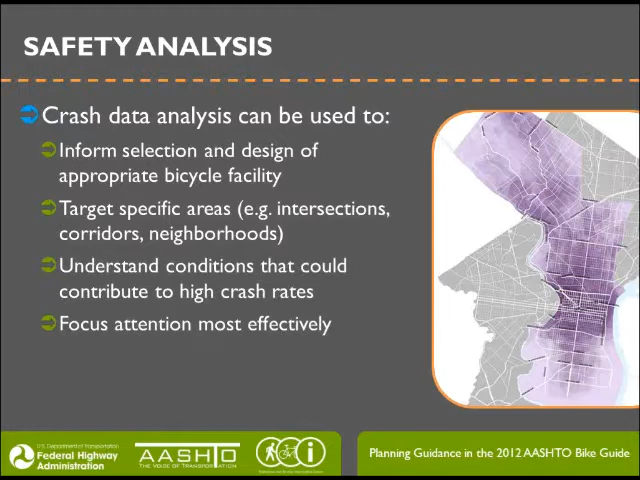 SAFETY ANALYSIS
Crash data analysis can be used to:
Inform selection and design of
appropriate bicycle facility
Target specific areas (e.g. intersections,
corridors, neighborhoods)
Understand conditions that could
contribute to high crash rates
Focus attention most effectively
U.S. Department of Transportation
Federal Highway
Administration
AASHTO
THE VOICE OF TRANSPORTATION
Planning Guidance in the 2012 AASHTO Bike Guide